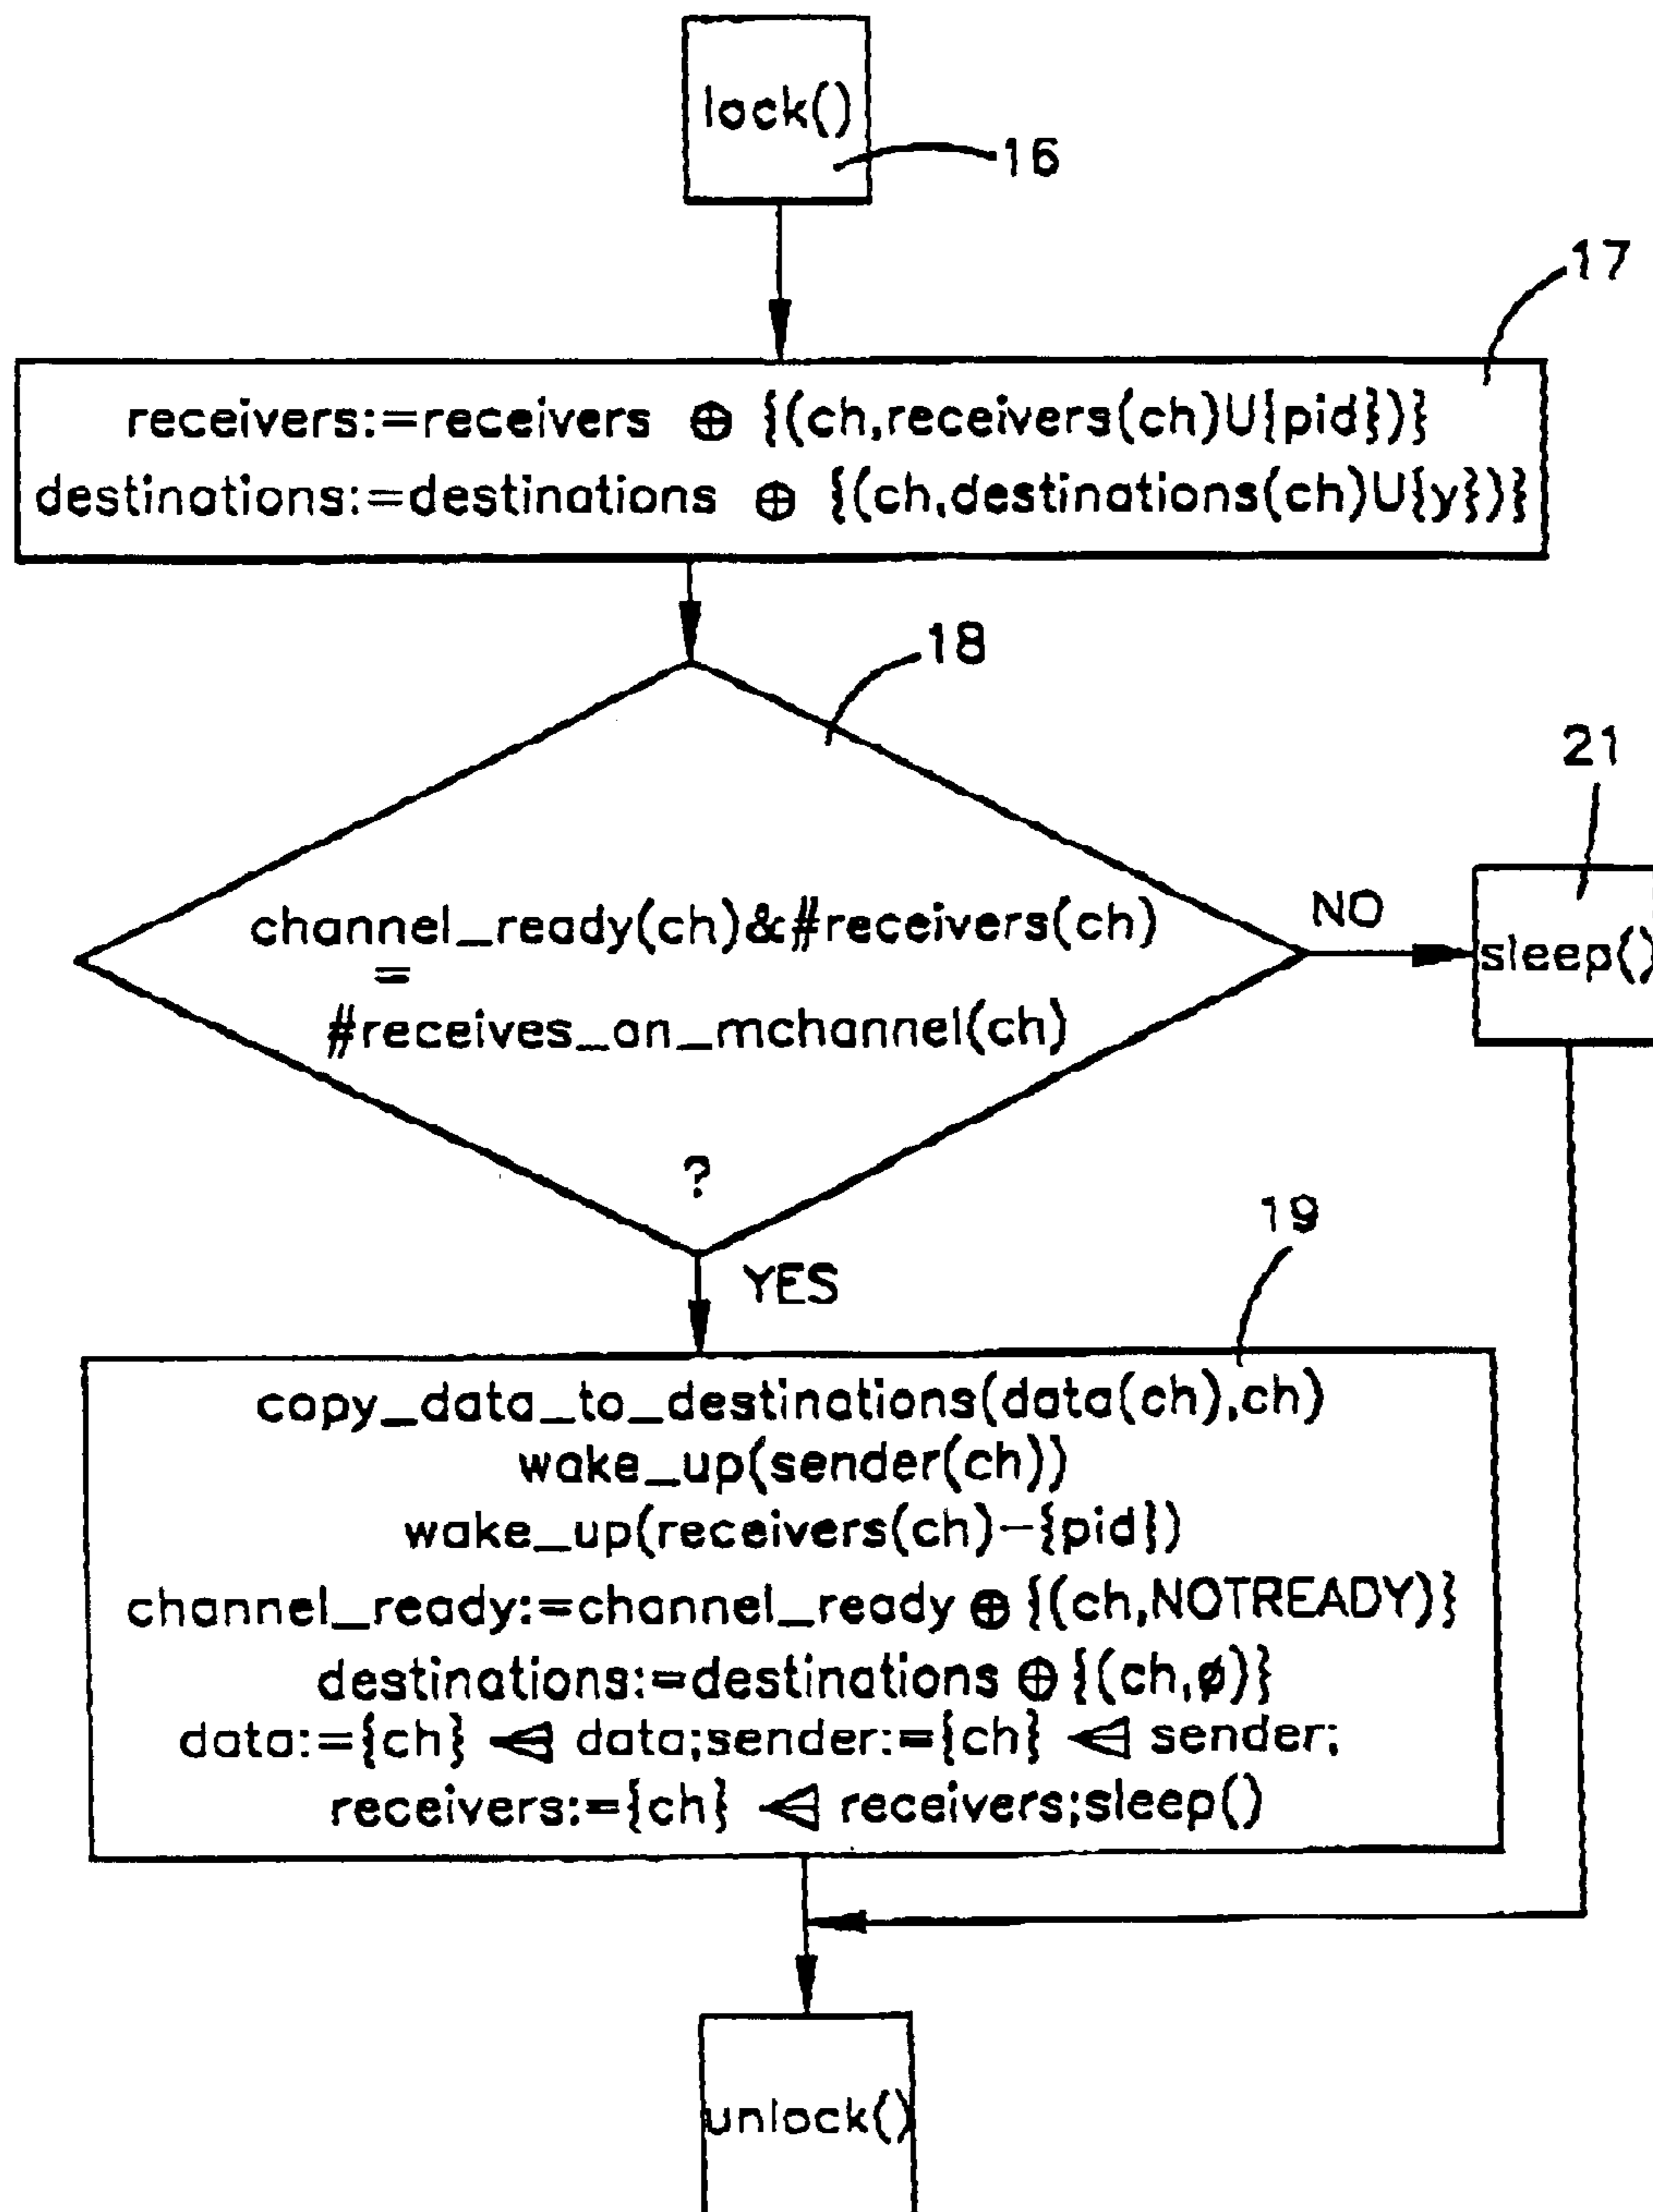 lock()
16
17
receivers:=receivers ⊕ {(ch,receivers(ch)U{pid})}
destinations:=destinations ⊕ {(ch,destinations(ch)U{y})}
18
21
channel_ready(ch)&#receivers(ch)
=
#receives_on_mchannel(ch)
?
NO
sleep()
YES
19
copy_data_to_destinations(data(ch),ch)
wake_up(sender(ch))
wake_up(receivers(ch)-{pid})
channel_ready:=channel_ready ⊕ {(ch,NOTREADY)}
destinations:=destinations ⊕ {(ch,ø)}
data:={ch} ⩤ data;sender:={ch} ⩤ sender;
receivers:={ch} ⩤ receivers;sleep()
unlock()